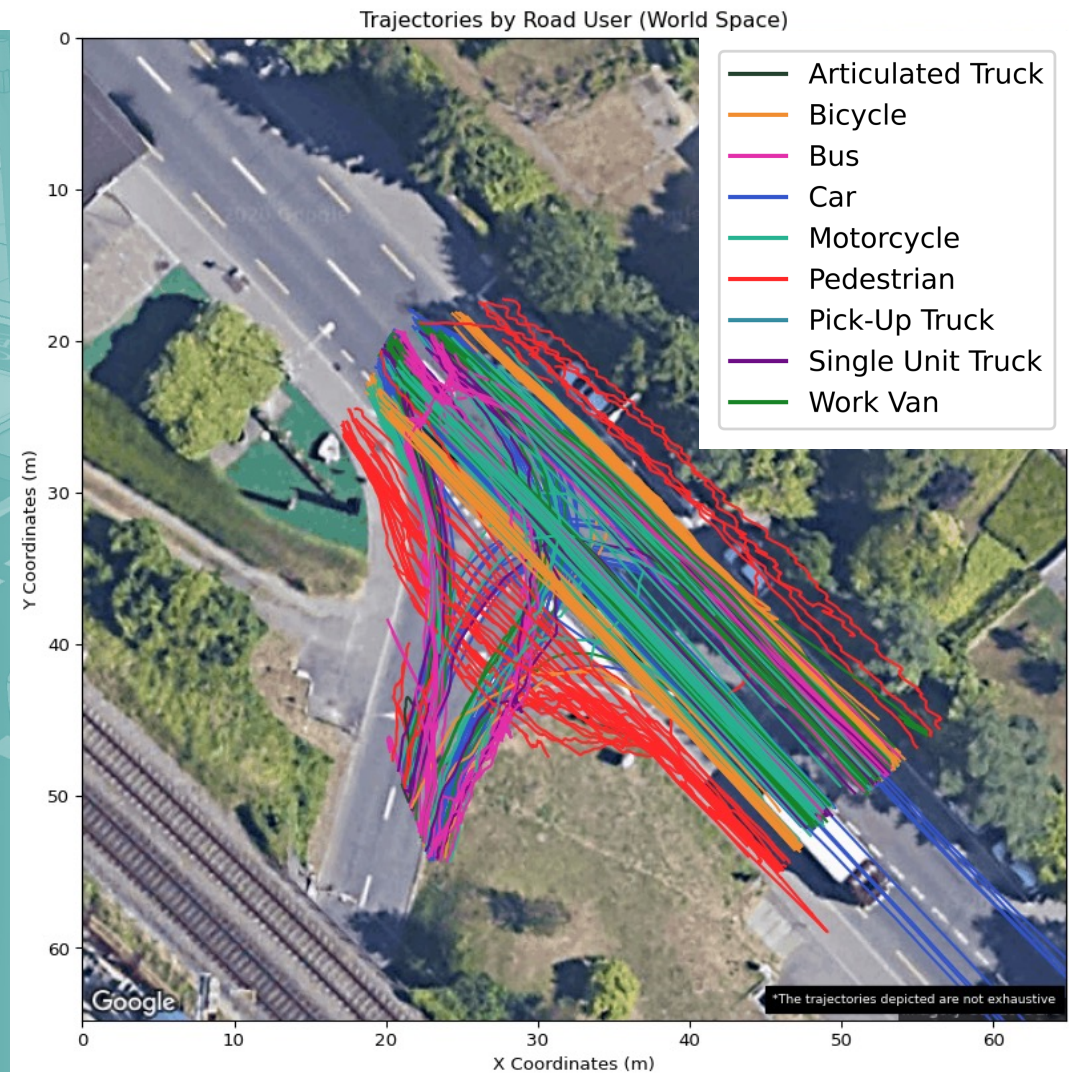 Trajectories by Road User (World Space)
Articulated Truck
Bicycle
Bus
Car
Motorcycle
Pedestrian
Pick-Up Truck
Single Unit Truck
Work Van
0
10
20
30
40
50
60
Y Coordinates (m)
Google
*The trajectories depicted are not exhaustive
0
10
20
30
40
50
60
X Coordinates (m)